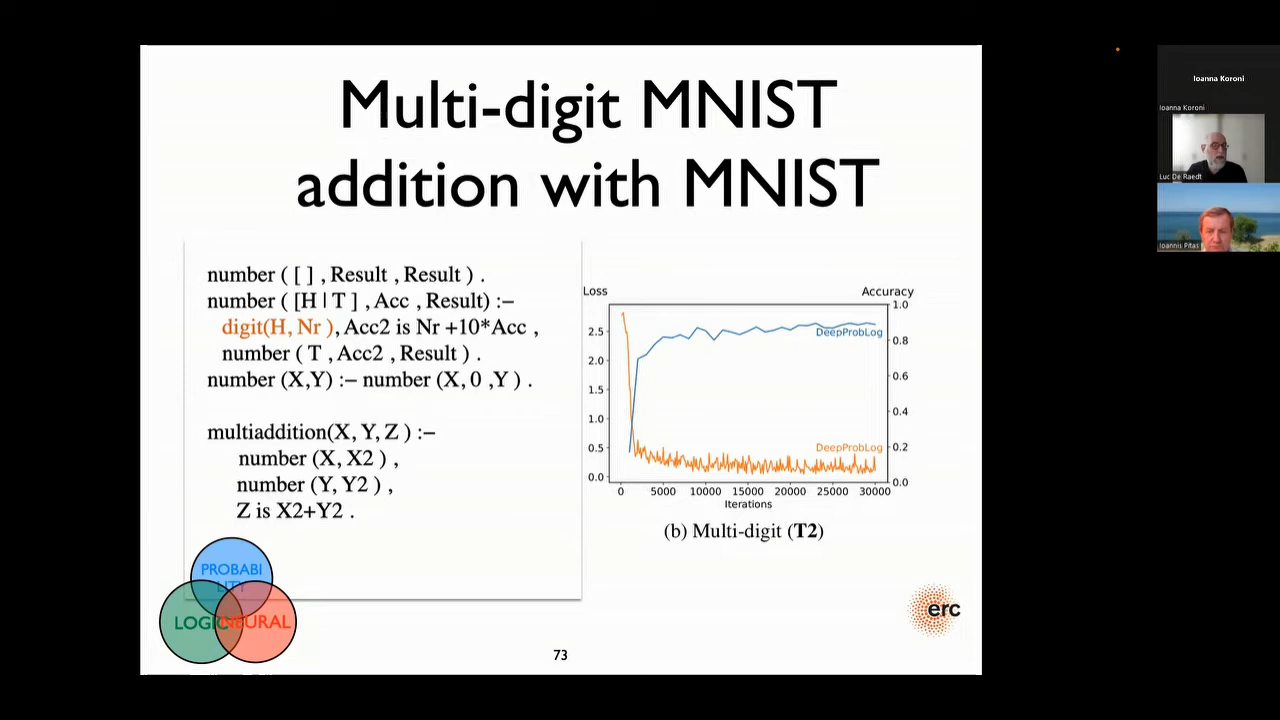 Multi-digit MNIST
addition with MNIST
number ( [ ] , Result , Result ) .
number ( [H | T ] , Acc , Result) :–
digit(H, Nr ), Acc2 is Nr +10*Acc ,
number ( T , Acc2 , Result ) .
number (X,Y) :– number (X, 0 ,Y ) .
multiaddition(X, Y, Z ) :–
number (X, X2 ) ,
number (Y, Y2 ) ,
Z is X2+Y2 .
Loss
Accuracy
2.5
2.0
1.5
1.0
0.5
0.0
1.0
0.8
0.6
0.4
0.2
0.0
DeepProbLog
DeepProbLog
0 5000 10000 15000 20000 25000 30000
Iterations
(b) Multi-digit (T2)
PROBABI
LITY
LOGIC
NEURAL
erc
73
Ioanna Koroni
Ioanna Koroni
Luc De Raedt
Ioannis Pitas